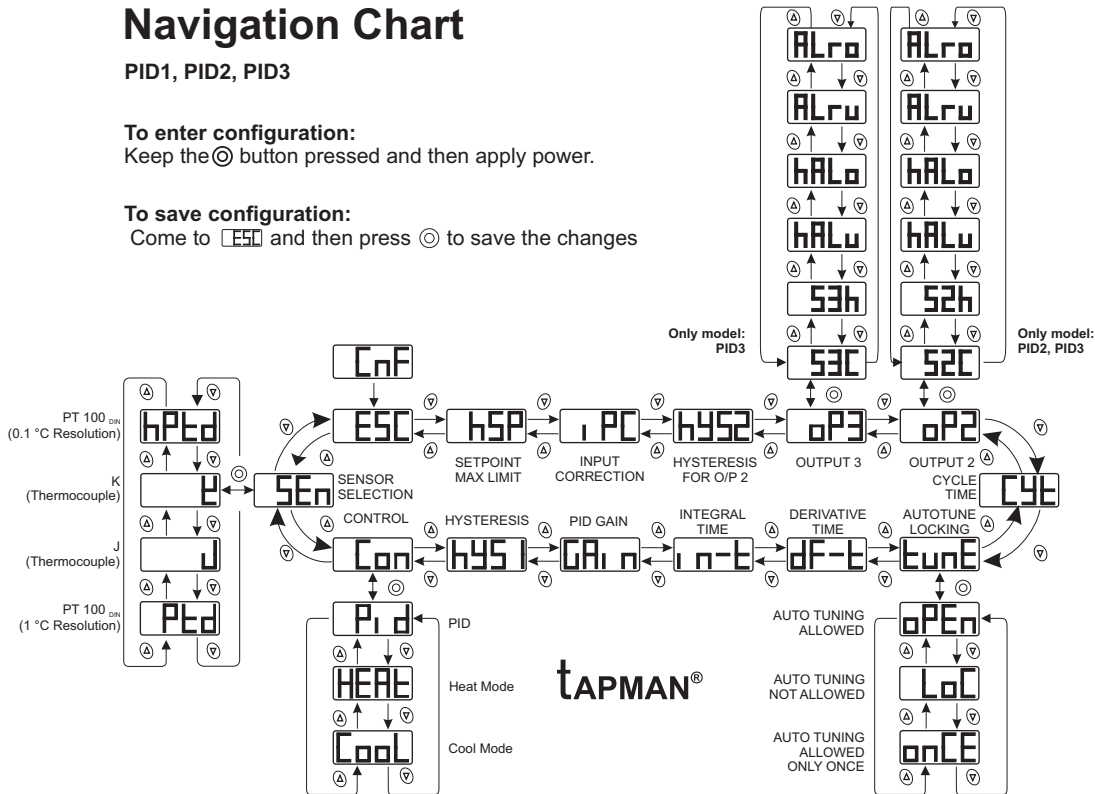 Navigation Chart
PID1, PID2, PID3
To enter configuration:
Keep the button pressed and then apply power.
To save configuration:
Come to ESC and then press to save the changes
ALro
ALro
ALru
ALru
hALo
hALo
hALu
hALu
S3h
S2h
Only model:
PID3
S3C
S2C
Only model:
PID2, PID3
CnF
ESC
hSP
iPC
hYS2
oP3
oP2
SETPOINT
MAX LIMIT
INPUT
CORRECTION
HYSTERESIS
FOR O/P 2
OUTPUT 3
OUTPUT 2
PT 100 DIN
(0.1 °C Resolution)
hPtd
K
(Thermocouple)
J
(Thermocouple)
J
PT 100 DIN
(1 °C Resolution)
Ptd
SEn
SENSOR
SELECTION
CYCLE
TIME
CYt
CONTROL
HYSTERESIS
PID GAIN
INTEGRAL
TIME
DERIVATIVE
TIME
AUTOTUNE
LOCKING
Con
hYS1
GAin
in-t
dF-t
tunE
Pid
PID
HEAt
Heat Mode
CooL
Cool Mode
tAPMAN®
AUTO TUNING
ALLOWED
oPEn
AUTO TUNING
NOT ALLOWED
LoC
AUTO TUNING
ALLOWED
ONLY ONCE
onCE